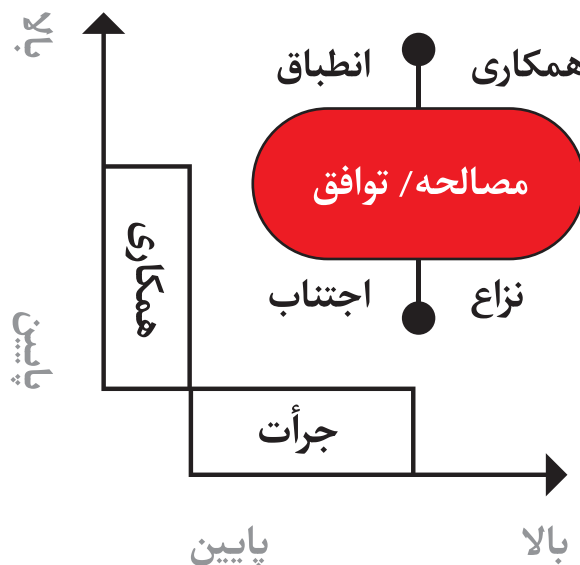 بالا
همکاری
انطباق
مصالحه/ توافق
نزاع
اجتناب
همکاری
پایین
جرأت
پایین
بالا